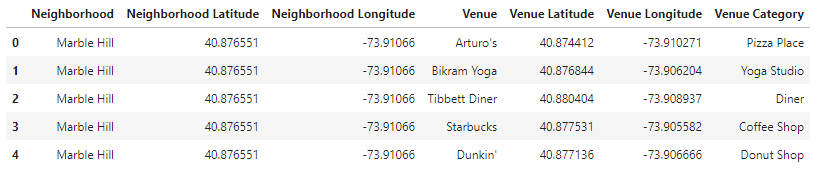 Neighborhood Neighborhood Latitude Neighborhood Longitude Venue Venue Latitude Venue Longitude Venue Category
0 Marble Hill 40.876551 -73.91066 Arturo's 40.874412 -73.910271 Pizza Place
1 Marble Hill 40.876551 -73.91066 Bikram Yoga 40.876844 -73.906204 Yoga Studio
2 Marble Hill 40.876551 -73.91066 Tibbett Diner 40.880404 -73.908937 Diner
3 Marble Hill 40.876551 -73.91066 Starbucks 40.877531 -73.905582 Coffee Shop
4 Marble Hill 40.876551 -73.91066 Dunkin' 40.877136 -73.906666 Donut Shop